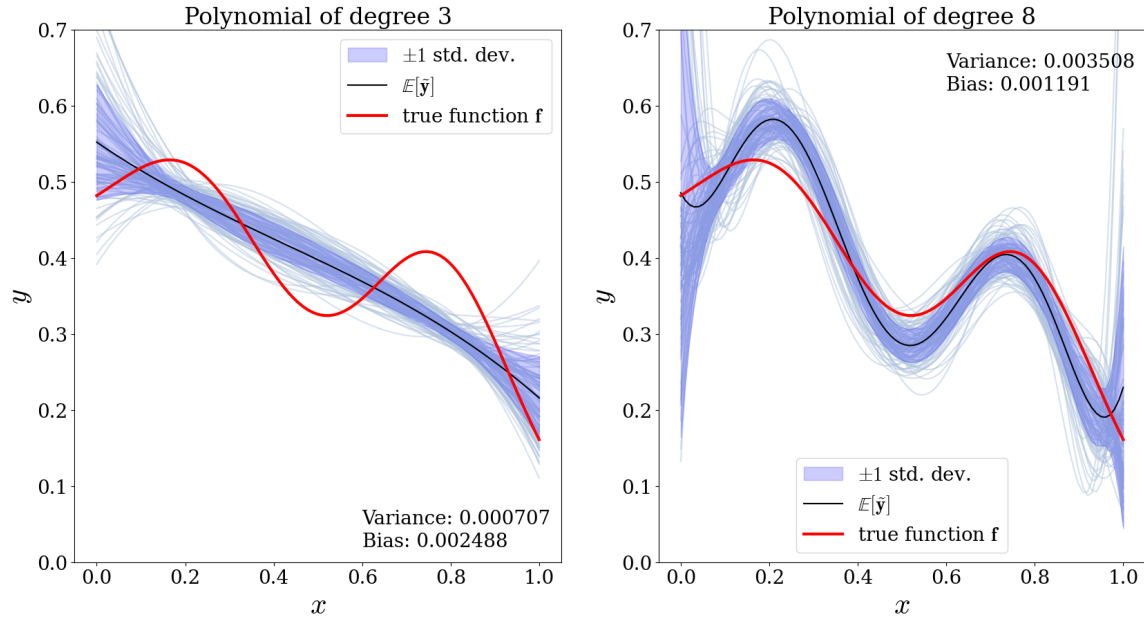 Polynomial of degree 3
0.7
0.6
0.5
0.4
0.3
0.2
0.1
0.0
y
±1 std. dev.
𝔼[ỹ]
true function f
Variance: 0.000707
Bias: 0.002488
0.0 0.2 0.4 0.6 0.8 1.0
x
Polynomial of degree 8
0.7
0.6
0.5
0.4
0.3
0.2
0.1
0.0
y
Variance: 0.003508
Bias: 0.001191
±1 std. dev.
𝔼[ỹ]
true function f
0.0 0.2 0.4 0.6 0.8 1.0
x